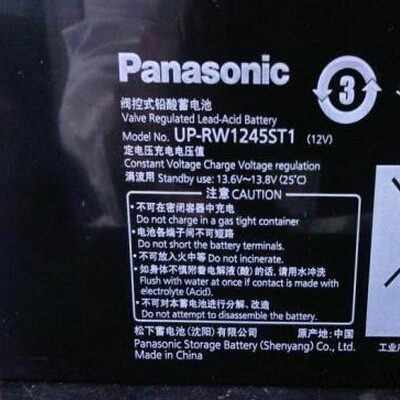 Panasonic
3
阀控式铅酸蓄电池
Valve Regulated Lead-Acid Battery
Model No. UP-RW1245ST1 (12V)
定电压充电电压值
Constant Voltage Charge Voltage regulation
涓流用 Standby use: 13.6V～13.8V (25℃)
注意 CAUTION
• 不可在密闭容器中充电
Do not charge in a gas tight container
• 电池各端子间不可短路
Do not short the battery terminals.
• 不可放入火中等 Do not incinerate.
• 如身体不慎附着电解液（酸）的话，请用水冲洗
Flush with water at once if contact is made with
electrolyte (Acid).
• 不可对本蓄电池进行分解、改造
Do not attempt to disassemble the battery.
松下蓄电池（沈阳）有限公司 原产地: 中国
Panasonic Storage Battery (Shenyang) Co., Ltd.
Made in China
工业